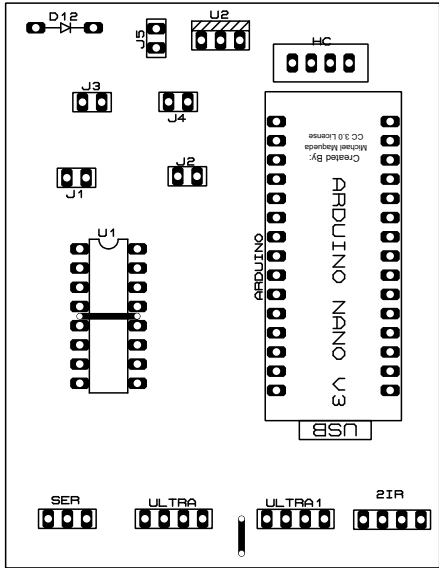 D12
J5
U2
HC
J3
J4
J1
J2
U1
ARDUINO
Created By:
Michael Maqueda
CC 3.0 License
ARDUINO NANO V3
USB
SER
ULTRA
ULTRA1
2IR